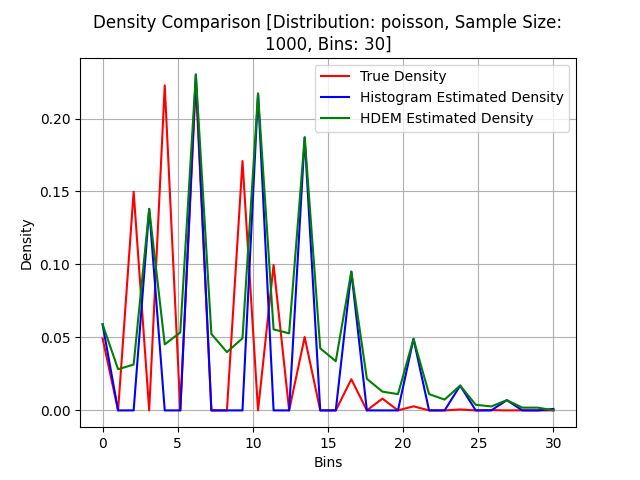 Density Comparison [Distribution: poisson, Sample Size:
1000, Bins: 30]
True Density
Histogram Estimated Density
HDEM Estimated Density
Density
0.20
0.15
0.10
0.05
0.00
0 5 10 15 20 25 30
Bins